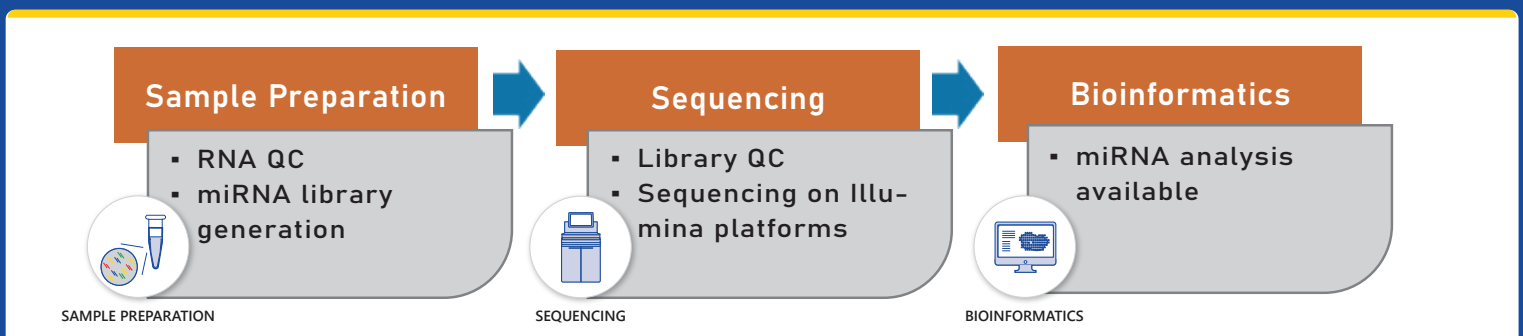 Sample Preparation
▪ RNA QC
▪ miRNA library
generation
SAMPLE PREPARATION
Sequencing
▪ Library QC
▪ Sequencing on Illu-
mina platforms
SEQUENCING
Bioinformatics
▪ miRNA analysis
available
BIOINFORMATICS